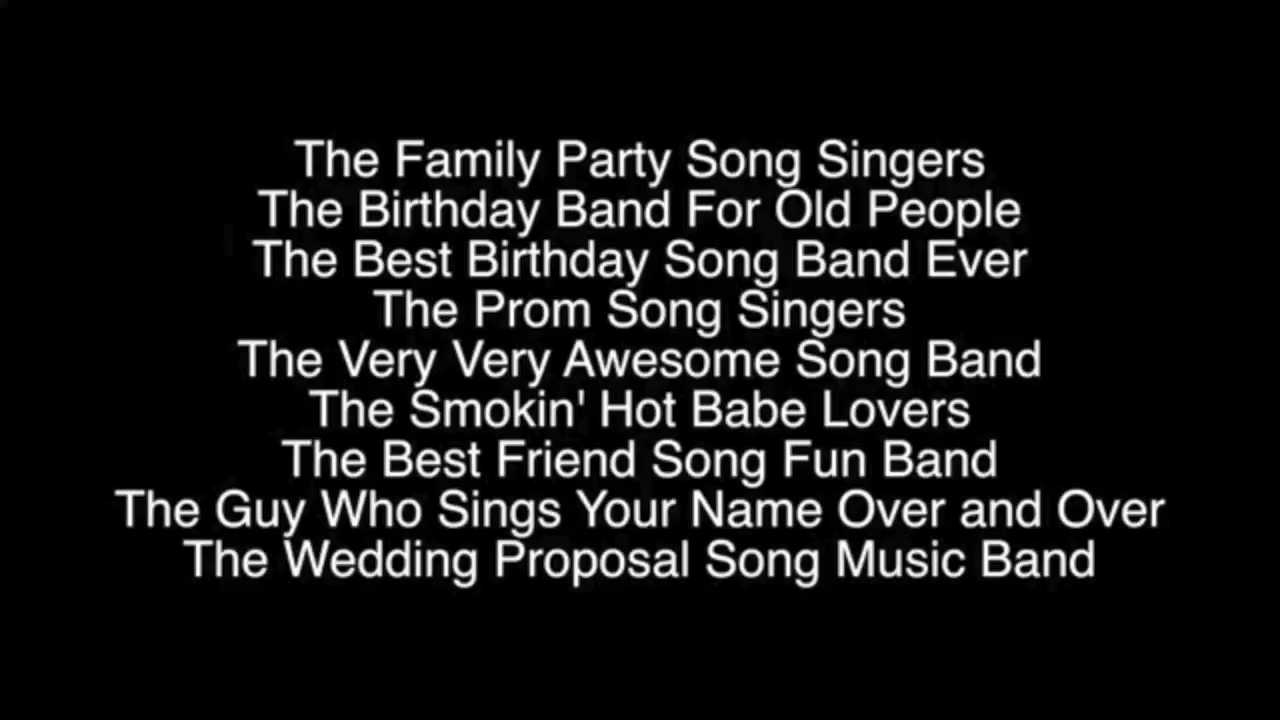 The Family Party Song Singers
The Birthday Band For Old People
The Best Birthday Song Band Ever
The Prom Song Singers
The Very Very Awesome Song Band
The Smokin' Hot Babe Lovers
The Best Friend Song Fun Band
The Guy Who Sings Your Name Over and Over
The Wedding Proposal Song Music Band